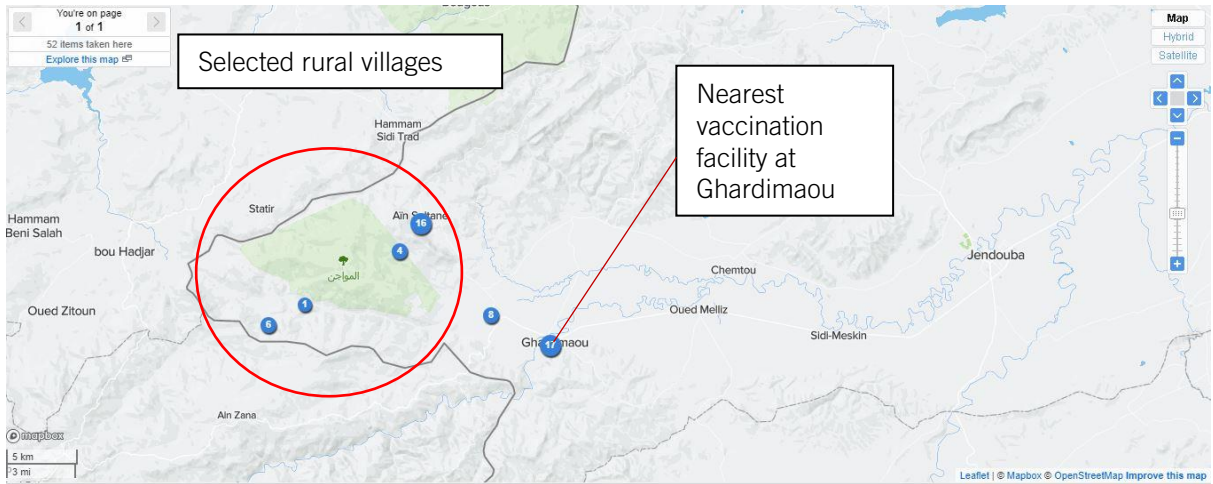 You're on page
1 of 1
52 items taken here
Explore this map
Selected rural villages
Nearest
vaccination
facility at
Ghardimaou
Map
Hybrid
Satellite
Hammam
Sidi Trad
Statir
Aïn Sultane
16
Hammam
Beni Salah
bou Hadjar
4
المواجن
Chemtou
Jendouba
1
Oued Zitoun
6
8
Oued Melliz
Ghardimaou
17
Sidi-Meskin
Ain Zana
mapbox
5 km
3 mi
Leaflet | © Mapbox © OpenStreetMap Improve this map